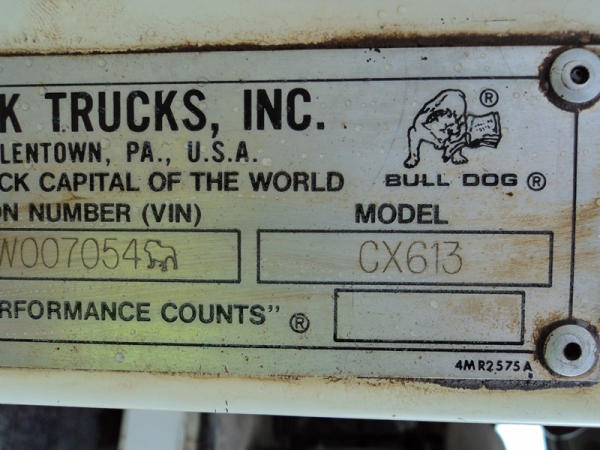 K TRUCKS, INC. ®
LENTOWN, PA., U.S.A.
CK CAPITAL OF THE WORLD BULL DOG ®
ON NUMBER (VIN) MODEL
W007054 CX613
RFORMANCE COUNTS" ®
4MR2575A